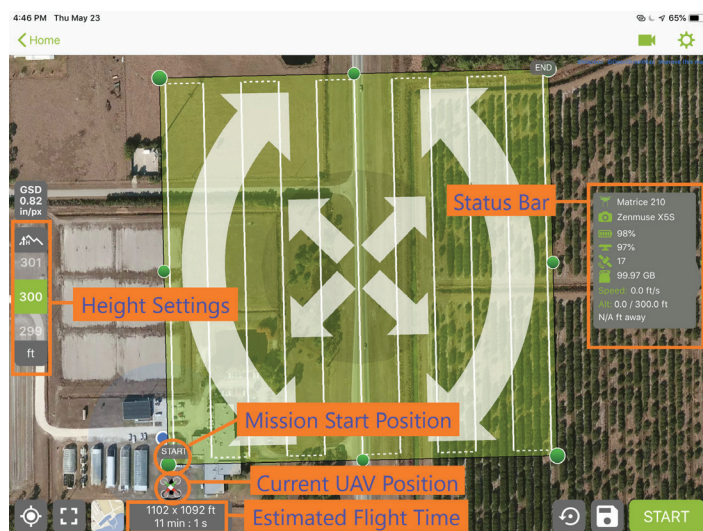 4:46 PM Thu May 23
65%
Home
END
GSD
0.82
in/px
301
300
299
ft
Height Settings
Status Bar
Matrice 210
Zenmuse X5S
98%
97%
17
99.97 GB
Speed: 0.0 ft/s
Alt: 0.0 / 300.0 ft
N/A ft away
Mission Start Position
START
Current UAV Position
1102 x 1092 ft
11 min : 1 s
Estimated Flight Time
START